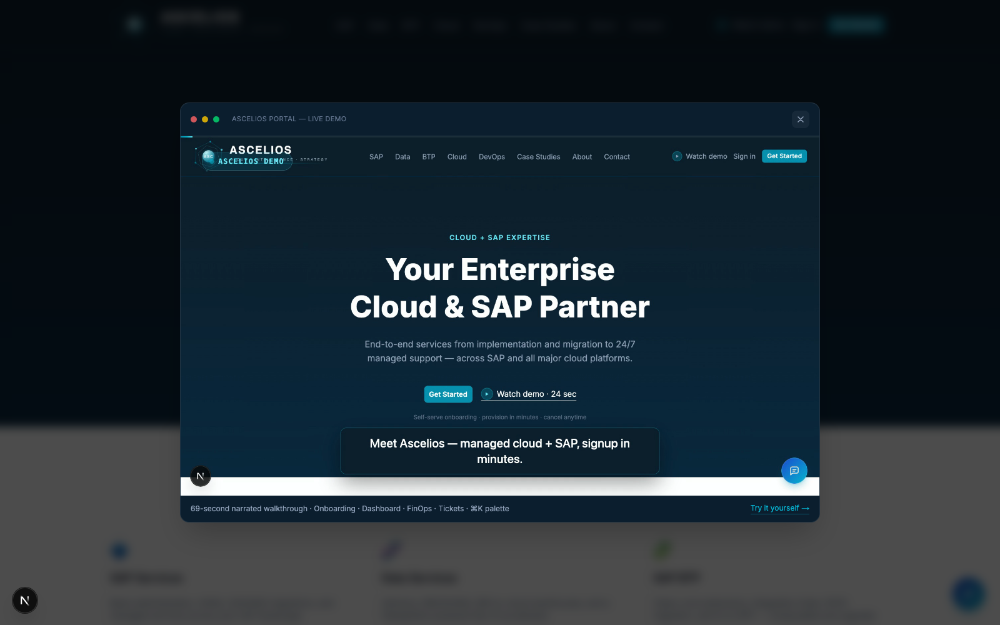 ASCELIOS PORTAL — LIVE DEMO
ASCELIOS
ASC
STRATEGY
ASCELIOS DEMO
SAP Data BTP Cloud DevOps Case Studies About Contact
Watch demo Sign in Get Started
CLOUD + SAP EXPERTISE
Your Enterprise
Cloud & SAP Partner
End-to-end services from implementation and migration to 24/7
managed support — across SAP and all major cloud platforms.
Get Started Watch demo · 24 sec
Self-serve onboarding · provision in minutes · cancel anytime
Meet Ascelios — managed cloud + SAP, signup in
minutes.
N
69-second narrated walkthrough · Onboarding · Dashboard · FinOps · Tickets · ⌘K palette
Try it yourself →
N